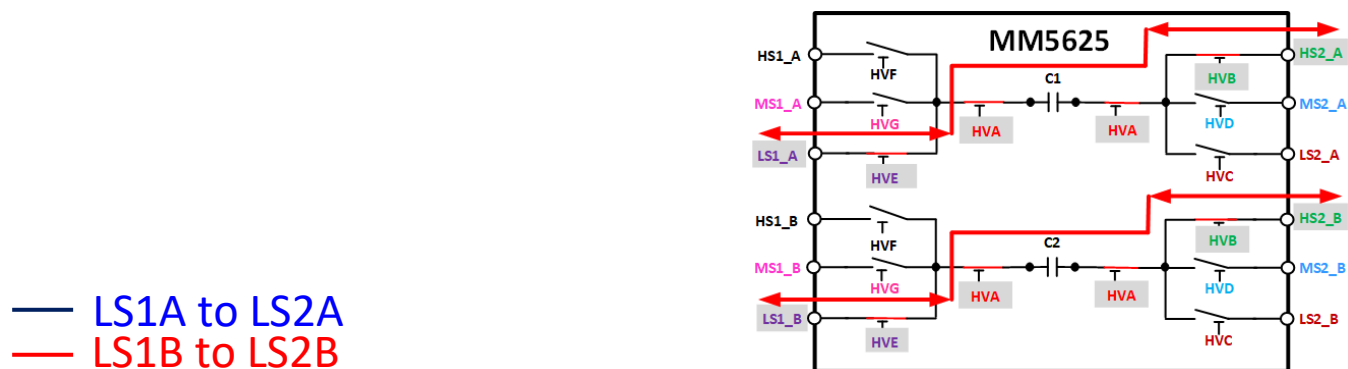 MM5625
HS1_A
HVF
C1
HS2_A
HVB
MS1_A
HVG
HVA
HVA
HVD
MS2_A
LS1_A
HVE
HVC
LS2_A
HS1_B
HVF
C2
HS2_B
HVB
MS1_B
HVG
HVA
HVA
HVD
MS2_B
LS1_B
HVE
HVC
LS2_B
LS1A to LS2A
LS1B to LS2B